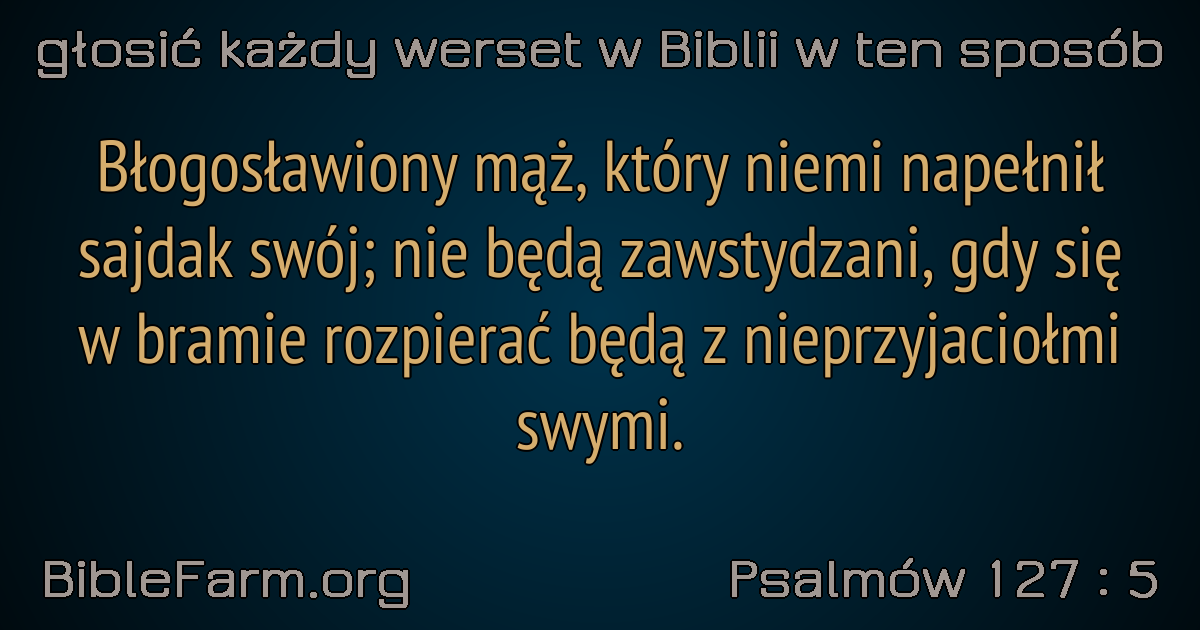 głosić każdy werset w Biblii w ten sposób
Błogosławiony mąż, który niemi napełnił
sajdak swój; nie będą zawstydzani, gdy się
w bramie rozpierać będą z nieprzyjaciołmi
swymi.
BibleFarm.org
Psalmów 127 : 5